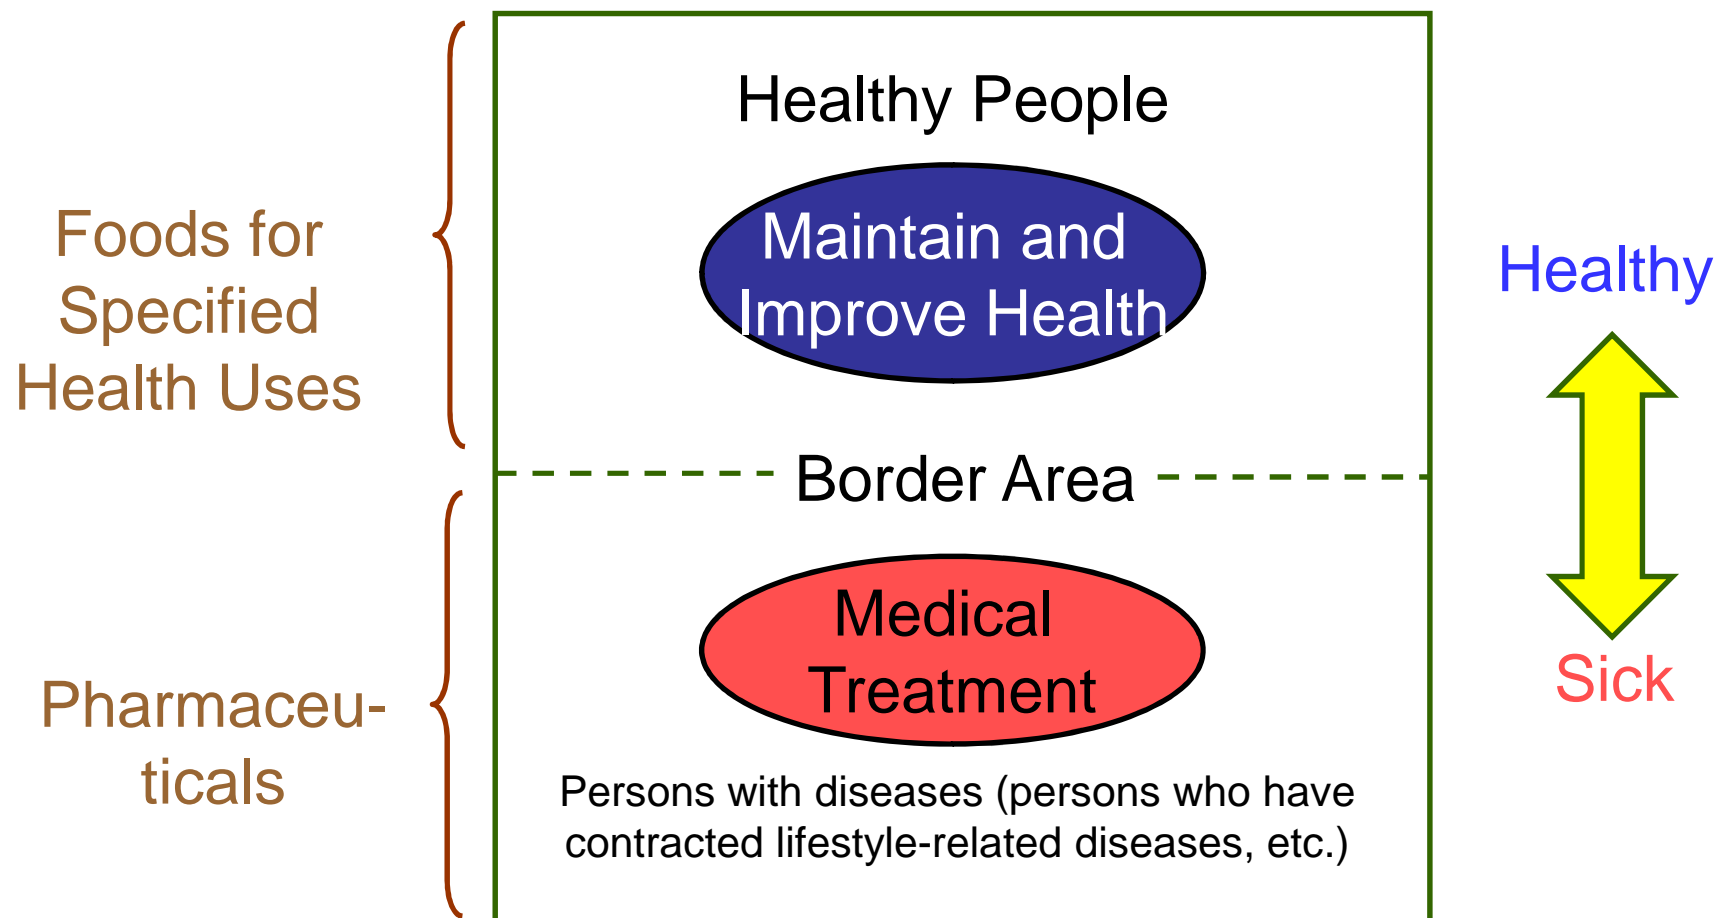 Healthy People
Maintain and
Improve Health
Foods for
Specified
Health Uses
Healthy
Border Area
Medical
Treatment
Pharmaceu-
ticals
Sick
Persons with diseases (persons who have
contracted lifestyle-related diseases, etc.)